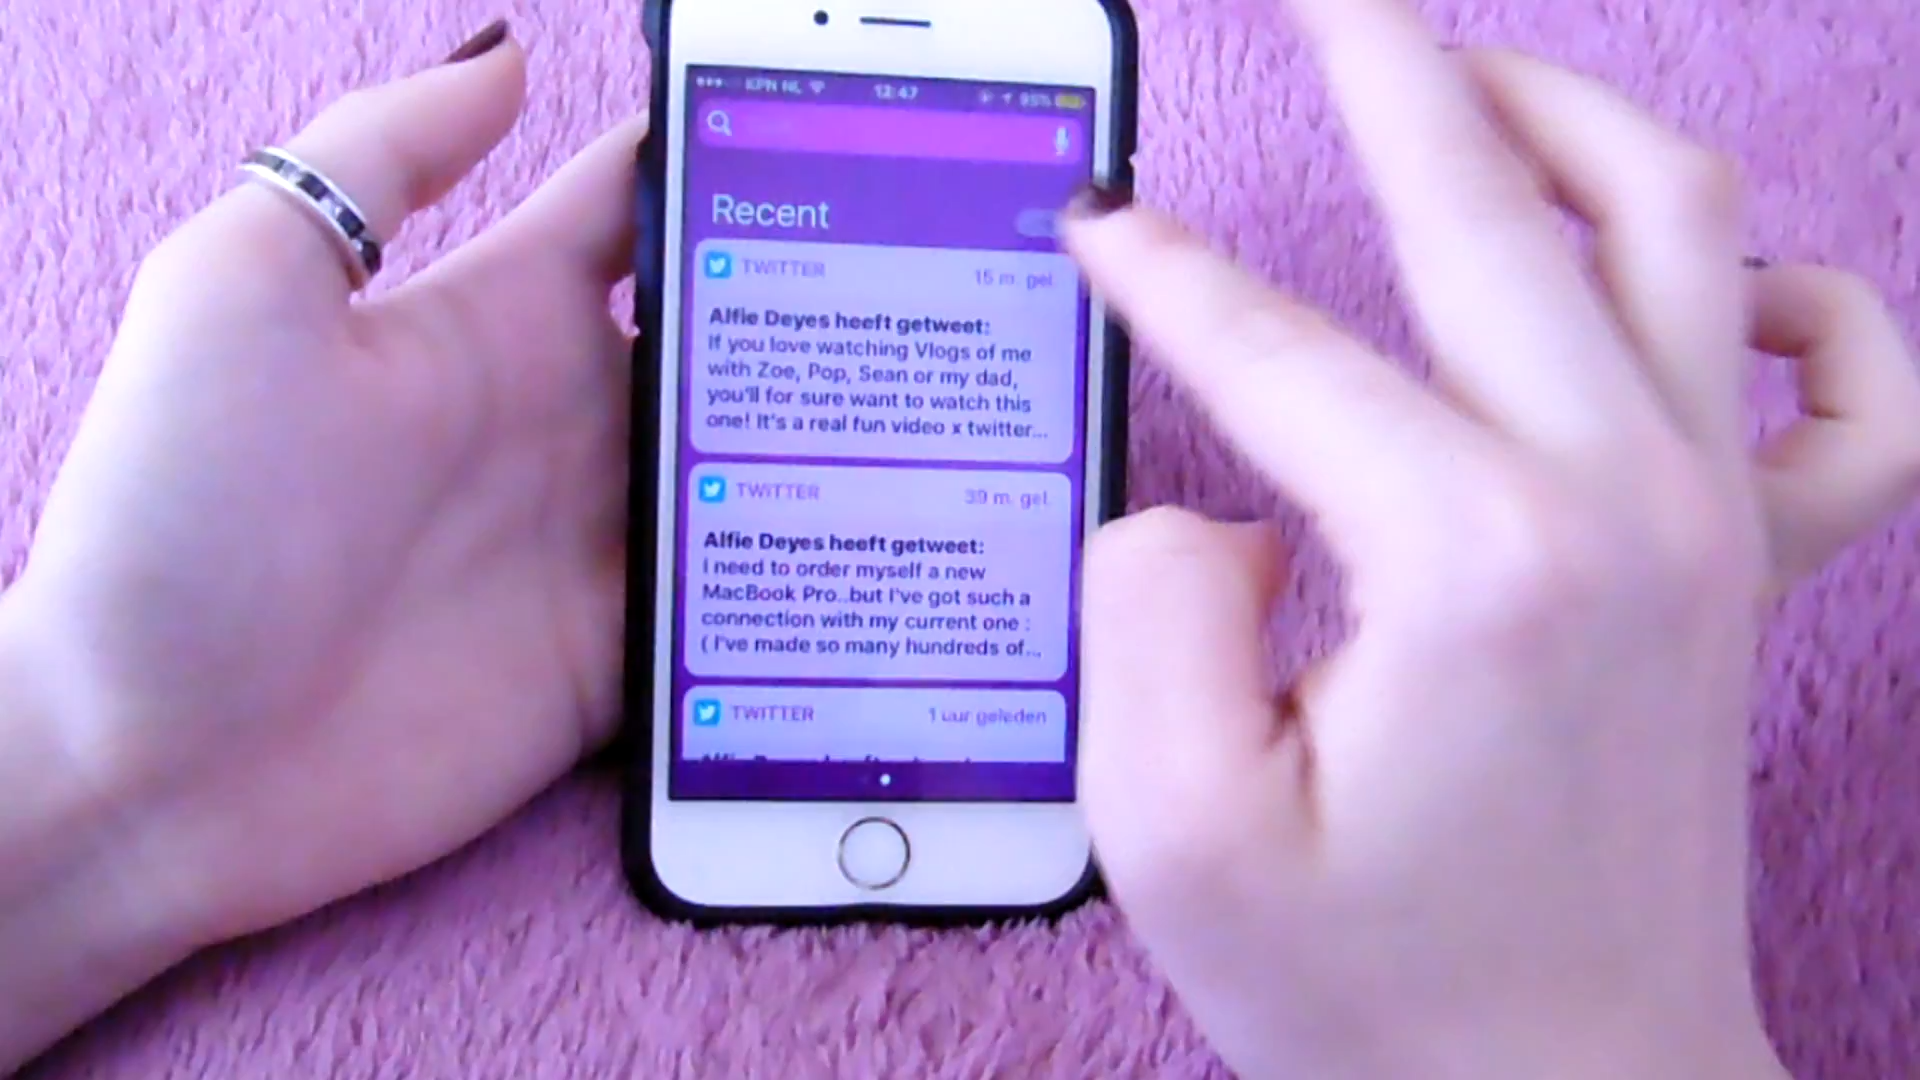 KPN NL 12:47 95%
Recent
TWITTER 15 m. gel.
Alfie Deyes heeft getweet:
If you love watching Vlogs of me
with Zoe, Pop, Sean or my dad,
you'll for sure want to watch this
one! It's a real fun video x twitter...
TWITTER 39 m. gel.
Alfie Deyes heeft getweet:
I need to order myself a new
MacBook Pro..but I've got such a
connection with my current one :
( I've made so many hundreds of...
TWITTER 1 uur geleden